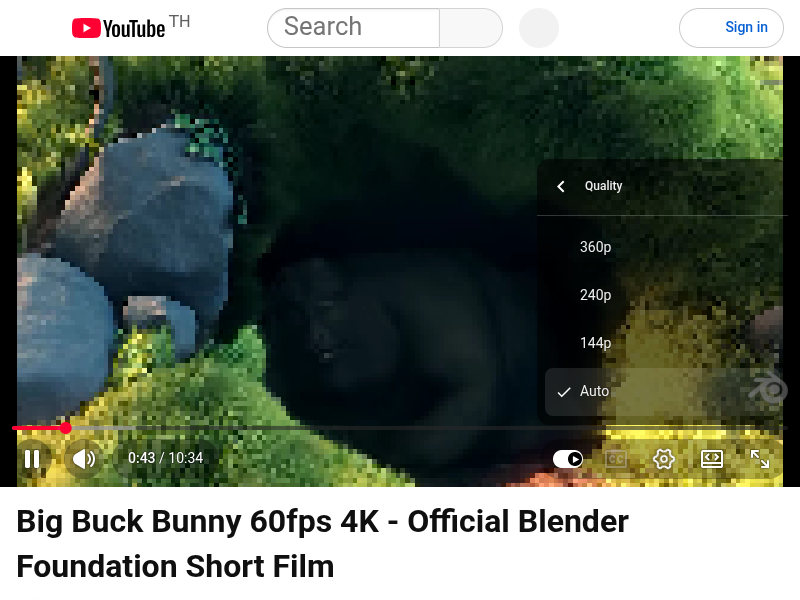 YouTube TH
Search
Sign in
Quality
360p
240p
144p
Auto
0:43 / 10:34
CC
Big Buck Bunny 60fps 4K - Official Blender
Foundation Short Film